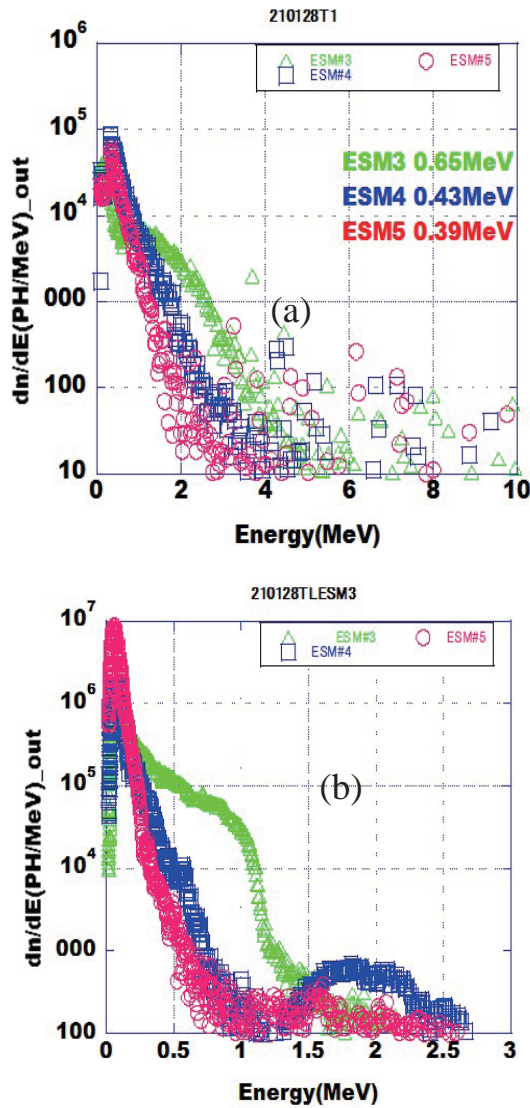 210128T1
ESM#3 ESM#5
ESM#4
10^6
10^5
10^4
000
100
10
dn/dE(PH/MeV)_out
ESM3 0.65MeV
ESM4 0.43MeV
ESM5 0.39MeV
(a)
0 2 4 6 8 10
Energy(MeV)
210128TLESM3
ESM#3 ESM#5
ESM#4
10^7
10^6
10^5
10^4
000
100
dn/dE(PH/MeV)_out
(b)
0 0.5 1 1.5 2 2.5 3
Energy(MeV)